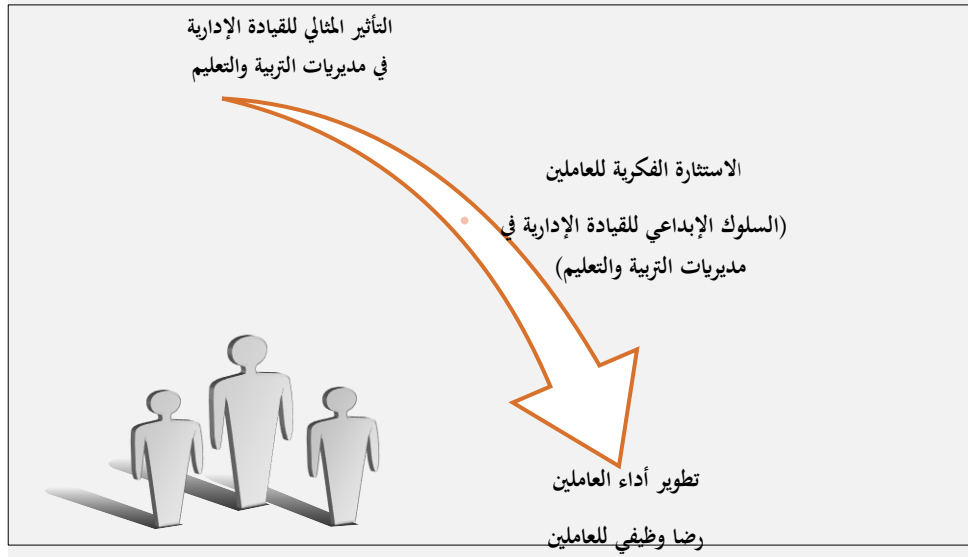 التأثير المثالي للقيادة الإدارية
في مديريات التربية والتعليم
الاستثارة الفكرية للعاملين
(السلوك الإبداعي للقيادة الإدارية في
مديريات التربية والتعليم)
تطوير أداء العاملين
رضا وظيفي للعاملين